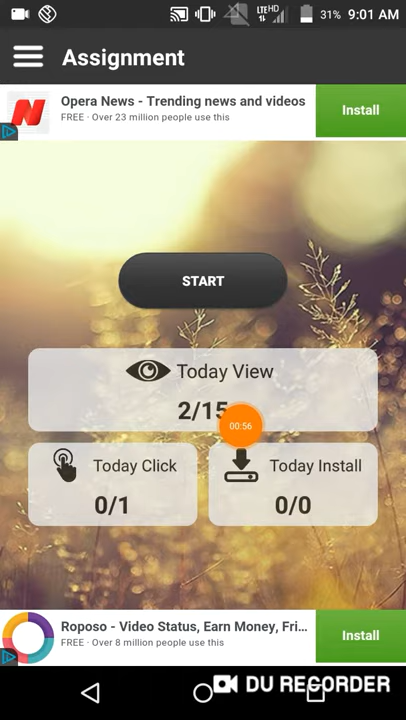 LTE HD 31% 9:01 AM
Assignment
Opera News - Trending news and videos
FREE · Over 23 million people use this
Install
START
Today View
2/15
00:56
Today Click
0/1
Today Install
0/0
Roposo - Video Status, Earn Money, Fri...
FREE · Over 8 million people use this
Install
DU RECORDER